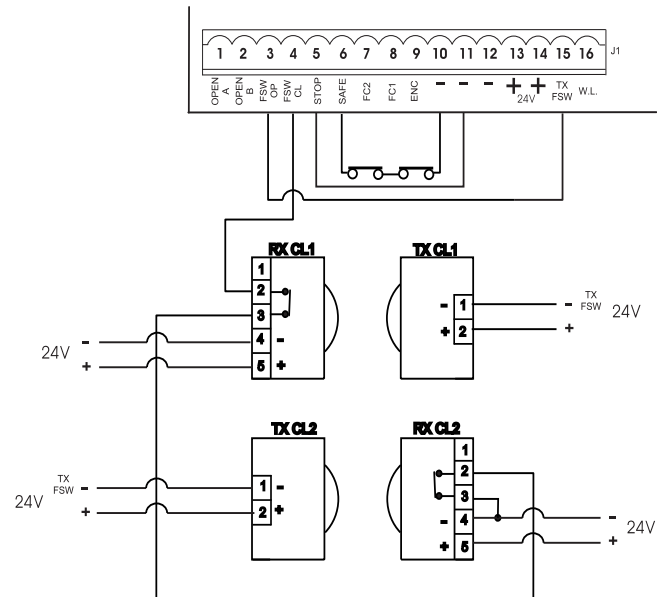 1 2 3 4 5 6 7 8 9 10 11 12 13 14 15 16 J1
OPEN A
OPEN B
FSW OP
FSW CL
STOP
SAFE
FC2
FC1
ENC
- - - + + 24V
TX FSW
W.L.
RX CL1
1
2
3
4 -
5 +
24V - +
TX CL1
- 1
+ 2
- TX FSW
+ 24V
TX CL2
1 -
2 +
TX FSW -
24V +
RX CL2
1
2
3
- 4
+ 5
- + 24V